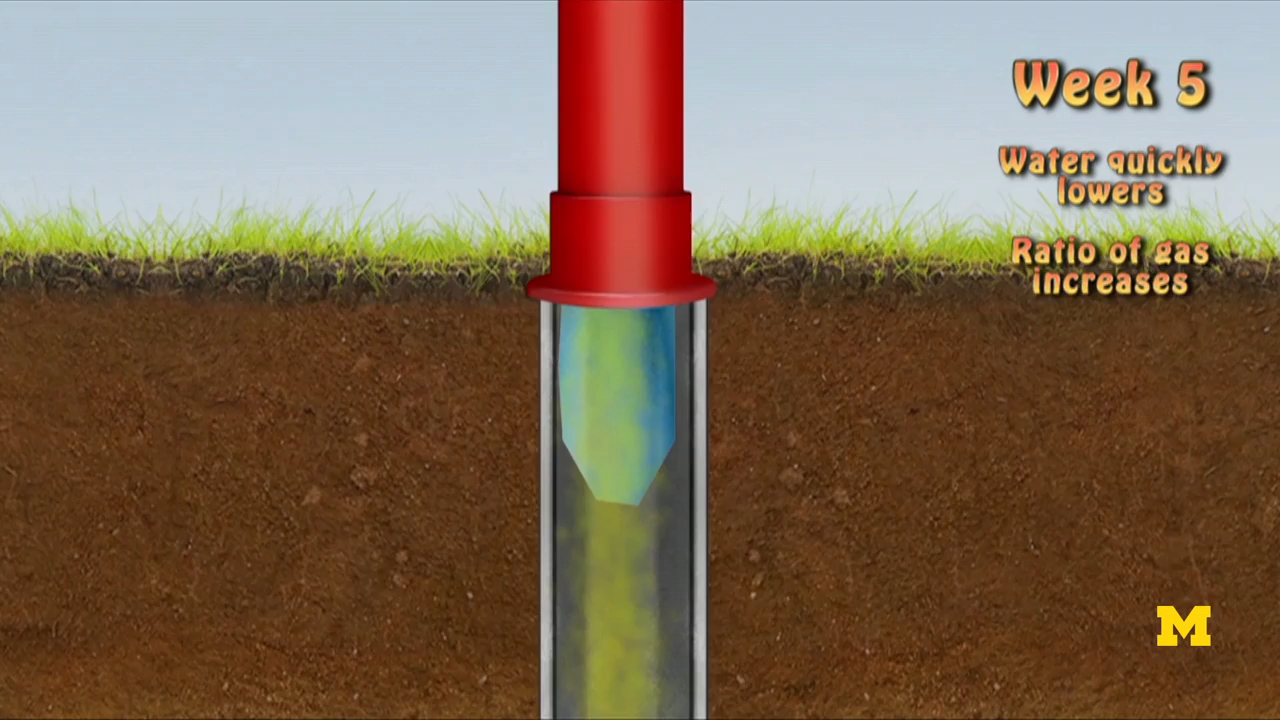 Week 5
Water quickly
lowers
Ratio of gas
increases
M